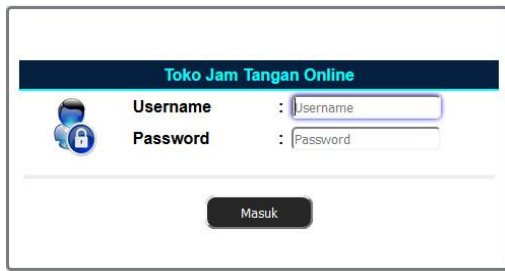 Toko Jam Tangan Online
Username : Username
Password : Password
Masuk